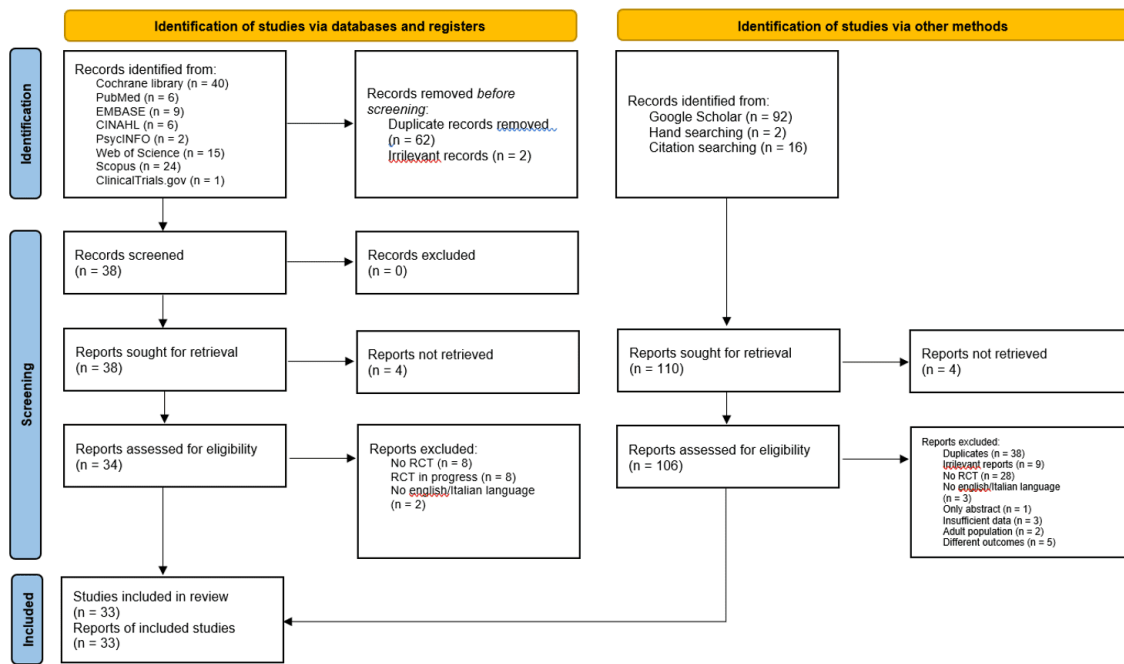 Identification of studies via databases and registers
Identification of studies via other methods
Identification
Records identified from:
Cochrane library (n = 40)
PubMed (n = 6)
EMBASE (n = 9)
CINAHL (n = 6)
PsycINFO (n = 2)
Web of Science (n = 15)
Scopus (n = 24)
ClinicalTrials.gov (n = 1)
Records removed before
screening:
Duplicate records removed
(n = 62)
Irrilevant records (n = 2)
Records identified from:
Google Scholar (n = 92)
Hand searching (n = 2)
Citation searching (n = 16)
Screening
Records screened
(n = 38)
Records excluded
(n = 0)
Reports sought for retrieval
(n = 38)
Reports not retrieved
(n = 4)
Reports sought for retrieval
(n = 110)
Reports not retrieved
(n = 4)
Reports assessed for eligibility
(n = 34)
Reports excluded:
No RCT (n = 8)
RCT in progress (n = 8)
No english/Italian language
(n = 2)
Reports assessed for eligibility
(n = 106)
Reports excluded:
Duplicates (n = 38)
Irrilevant reports (n = 9)
No RCT (n = 28)
No english/Italian language
(n = 3)
Only abstract (n = 1)
Insufficient data (n = 3)
Adult population (n = 2)
Different outcomes (n = 5)
Included
Studies included in review
(n = 33)
Reports of included studies
(n = 33)